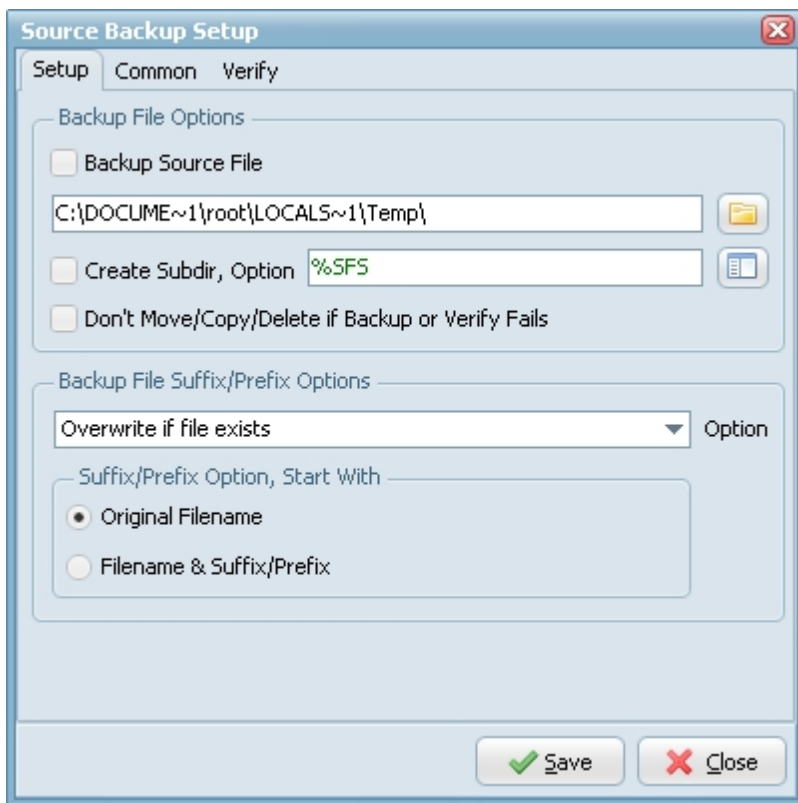 Source Backup Setup
Setup Common Verify
Backup File Options
Backup Source File
C:\DOCUME~1\root\LOCALS~1\Temp\
Create Subdir, Option %SFS
Don't Move/Copy/Delete if Backup or Verify Fails
Backup File Suffix/Prefix Options
Overwrite if file exists Option
Suffix/Prefix Option, Start With
Original Filename
Filename & Suffix/Prefix
Save Close